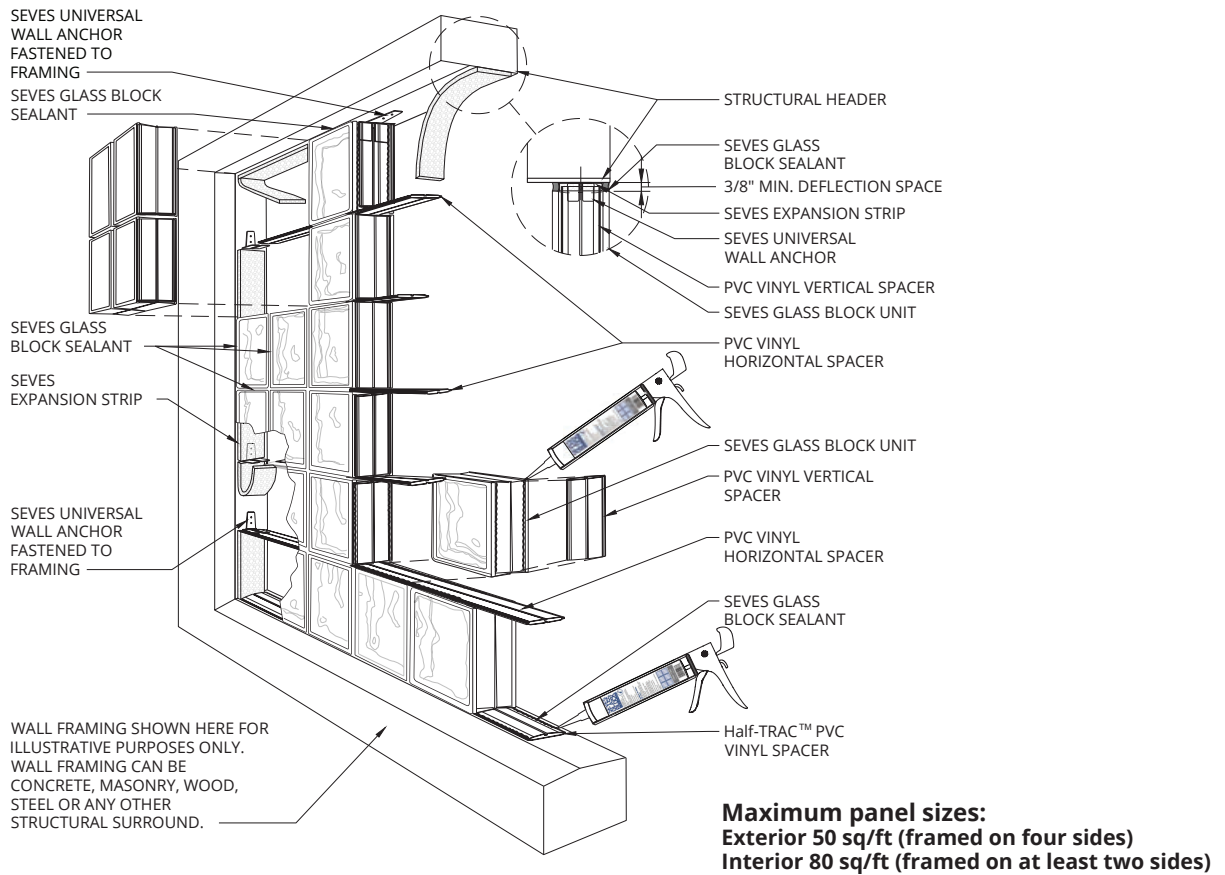 SEVES UNIVERSAL
WALL ANCHOR
FASTENED TO
FRAMING
SEVES GLASS BLOCK
SEALANT
SEVES GLASS
BLOCK SEALANT
SEVES
EXPANSION STRIP
SEVES UNIVERSAL
WALL ANCHOR
FASTENED TO
FRAMING
WALL FRAMING SHOWN HERE FOR
ILLUSTRATIVE PURPOSES ONLY.
WALL FRAMING CAN BE
CONCRETE, MASONRY, WOOD,
STEEL OR ANY OTHER
STRUCTURAL SURROUND.
STRUCTURAL HEADER
SEVES GLASS
BLOCK SEALANT
3/8" MIN. DEFLECTION SPACE
SEVES EXPANSION STRIP
SEVES UNIVERSAL
WALL ANCHOR
PVC VINYL VERTICAL SPACER
SEVES GLASS BLOCK UNIT
PVC VINYL
HORIZONTAL SPACER
SEVES GLASS BLOCK UNIT
PVC VINYL VERTICAL
SPACER
PVC VINYL
HORIZONTAL SPACER
SEVES GLASS
BLOCK SEALANT
Half-TRAC™ PVC
VINYL SPACER
Maximum panel sizes:
Exterior 50 sq/ft (framed on four sides)
Interior 80 sq/ft (framed on at least two sides)